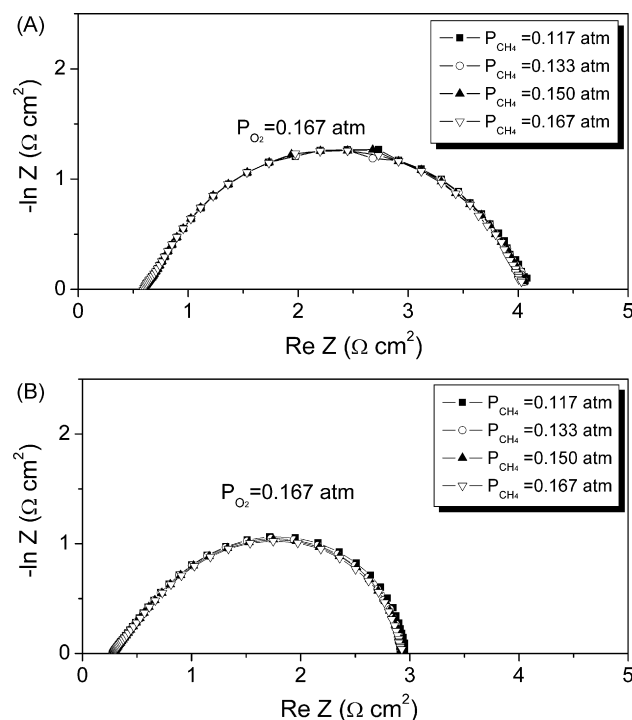 (A)
2
1
0
-In Z (Ω cm²)
P_CH₄ =0.117 atm
P_CH₄ =0.133 atm
P_CH₄ =0.150 atm
P_CH₄ =0.167 atm
P_O₂=0.167 atm
0 1 2 3 4 5
Re Z (Ω cm²)
(B)
2
1
0
-In Z (Ω cm²)
P_CH₄ =0.117 atm
P_CH₄ =0.133 atm
P_CH₄ =0.150 atm
P_CH₄ =0.167 atm
P_O₂=0.167 atm
0 1 2 3 4 5
Re Z (Ω cm²)